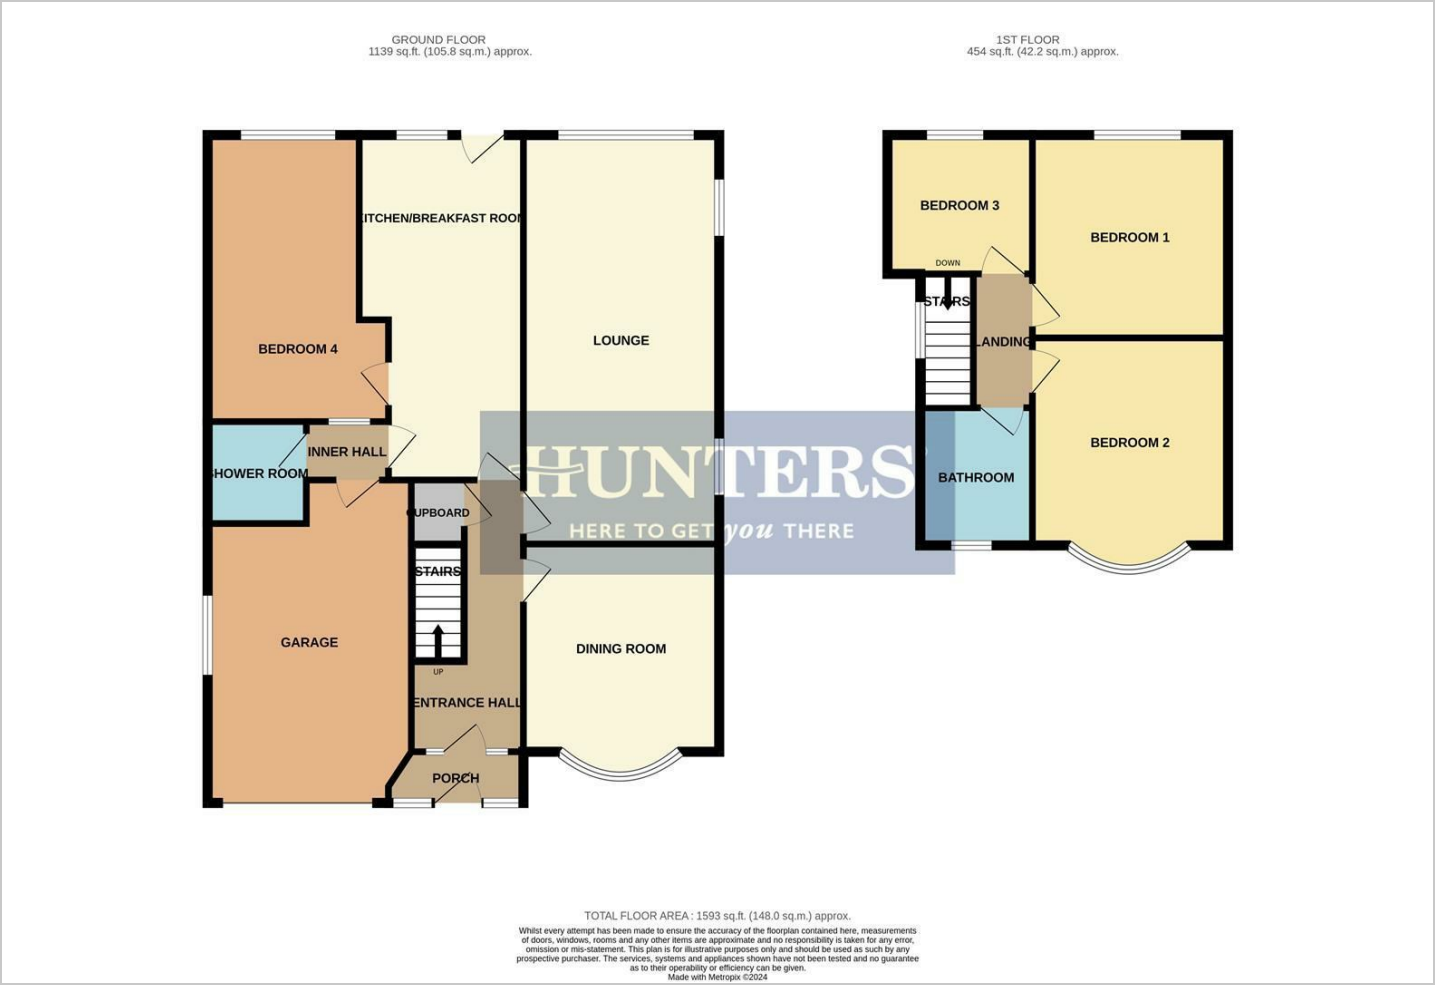 GROUND FLOOR
1139 sq.ft. (105.8 sq.m.) approx.
1ST FLOOR
454 sq.ft. (42.2 sq.m.) approx.
ITCHEN/BREAKFAST ROOM
BEDROOM 4
LOUNGE
INNER HALL
SHOWER ROOM
CUPBOARD
STAIRS
GARAGE
DINING ROOM
UP
ENTRANCE HALL
PORCH
BEDROOM 3
BEDROOM 1
DOWN
STAIRS
LANDING
BEDROOM 2
BATHROOM
HUNTERS
HERE TO GET you THERE
TOTAL FLOOR AREA : 1593 sq.ft. (148.0 sq.m.) approx.
Whilst every attempt has been made to ensure the accuracy of the floorplan contained here, measurements
of doors, windows, rooms and any other items are approximate and no responsibility is taken for any error,
omission or mis-statement. This plan is for illustrative purposes only and should be used as such by any
prospective purchaser. The services, systems and appliances shown have not been tested and no guarantee
as to their operability or efficiency can be given.
Made with Metropix ©2024